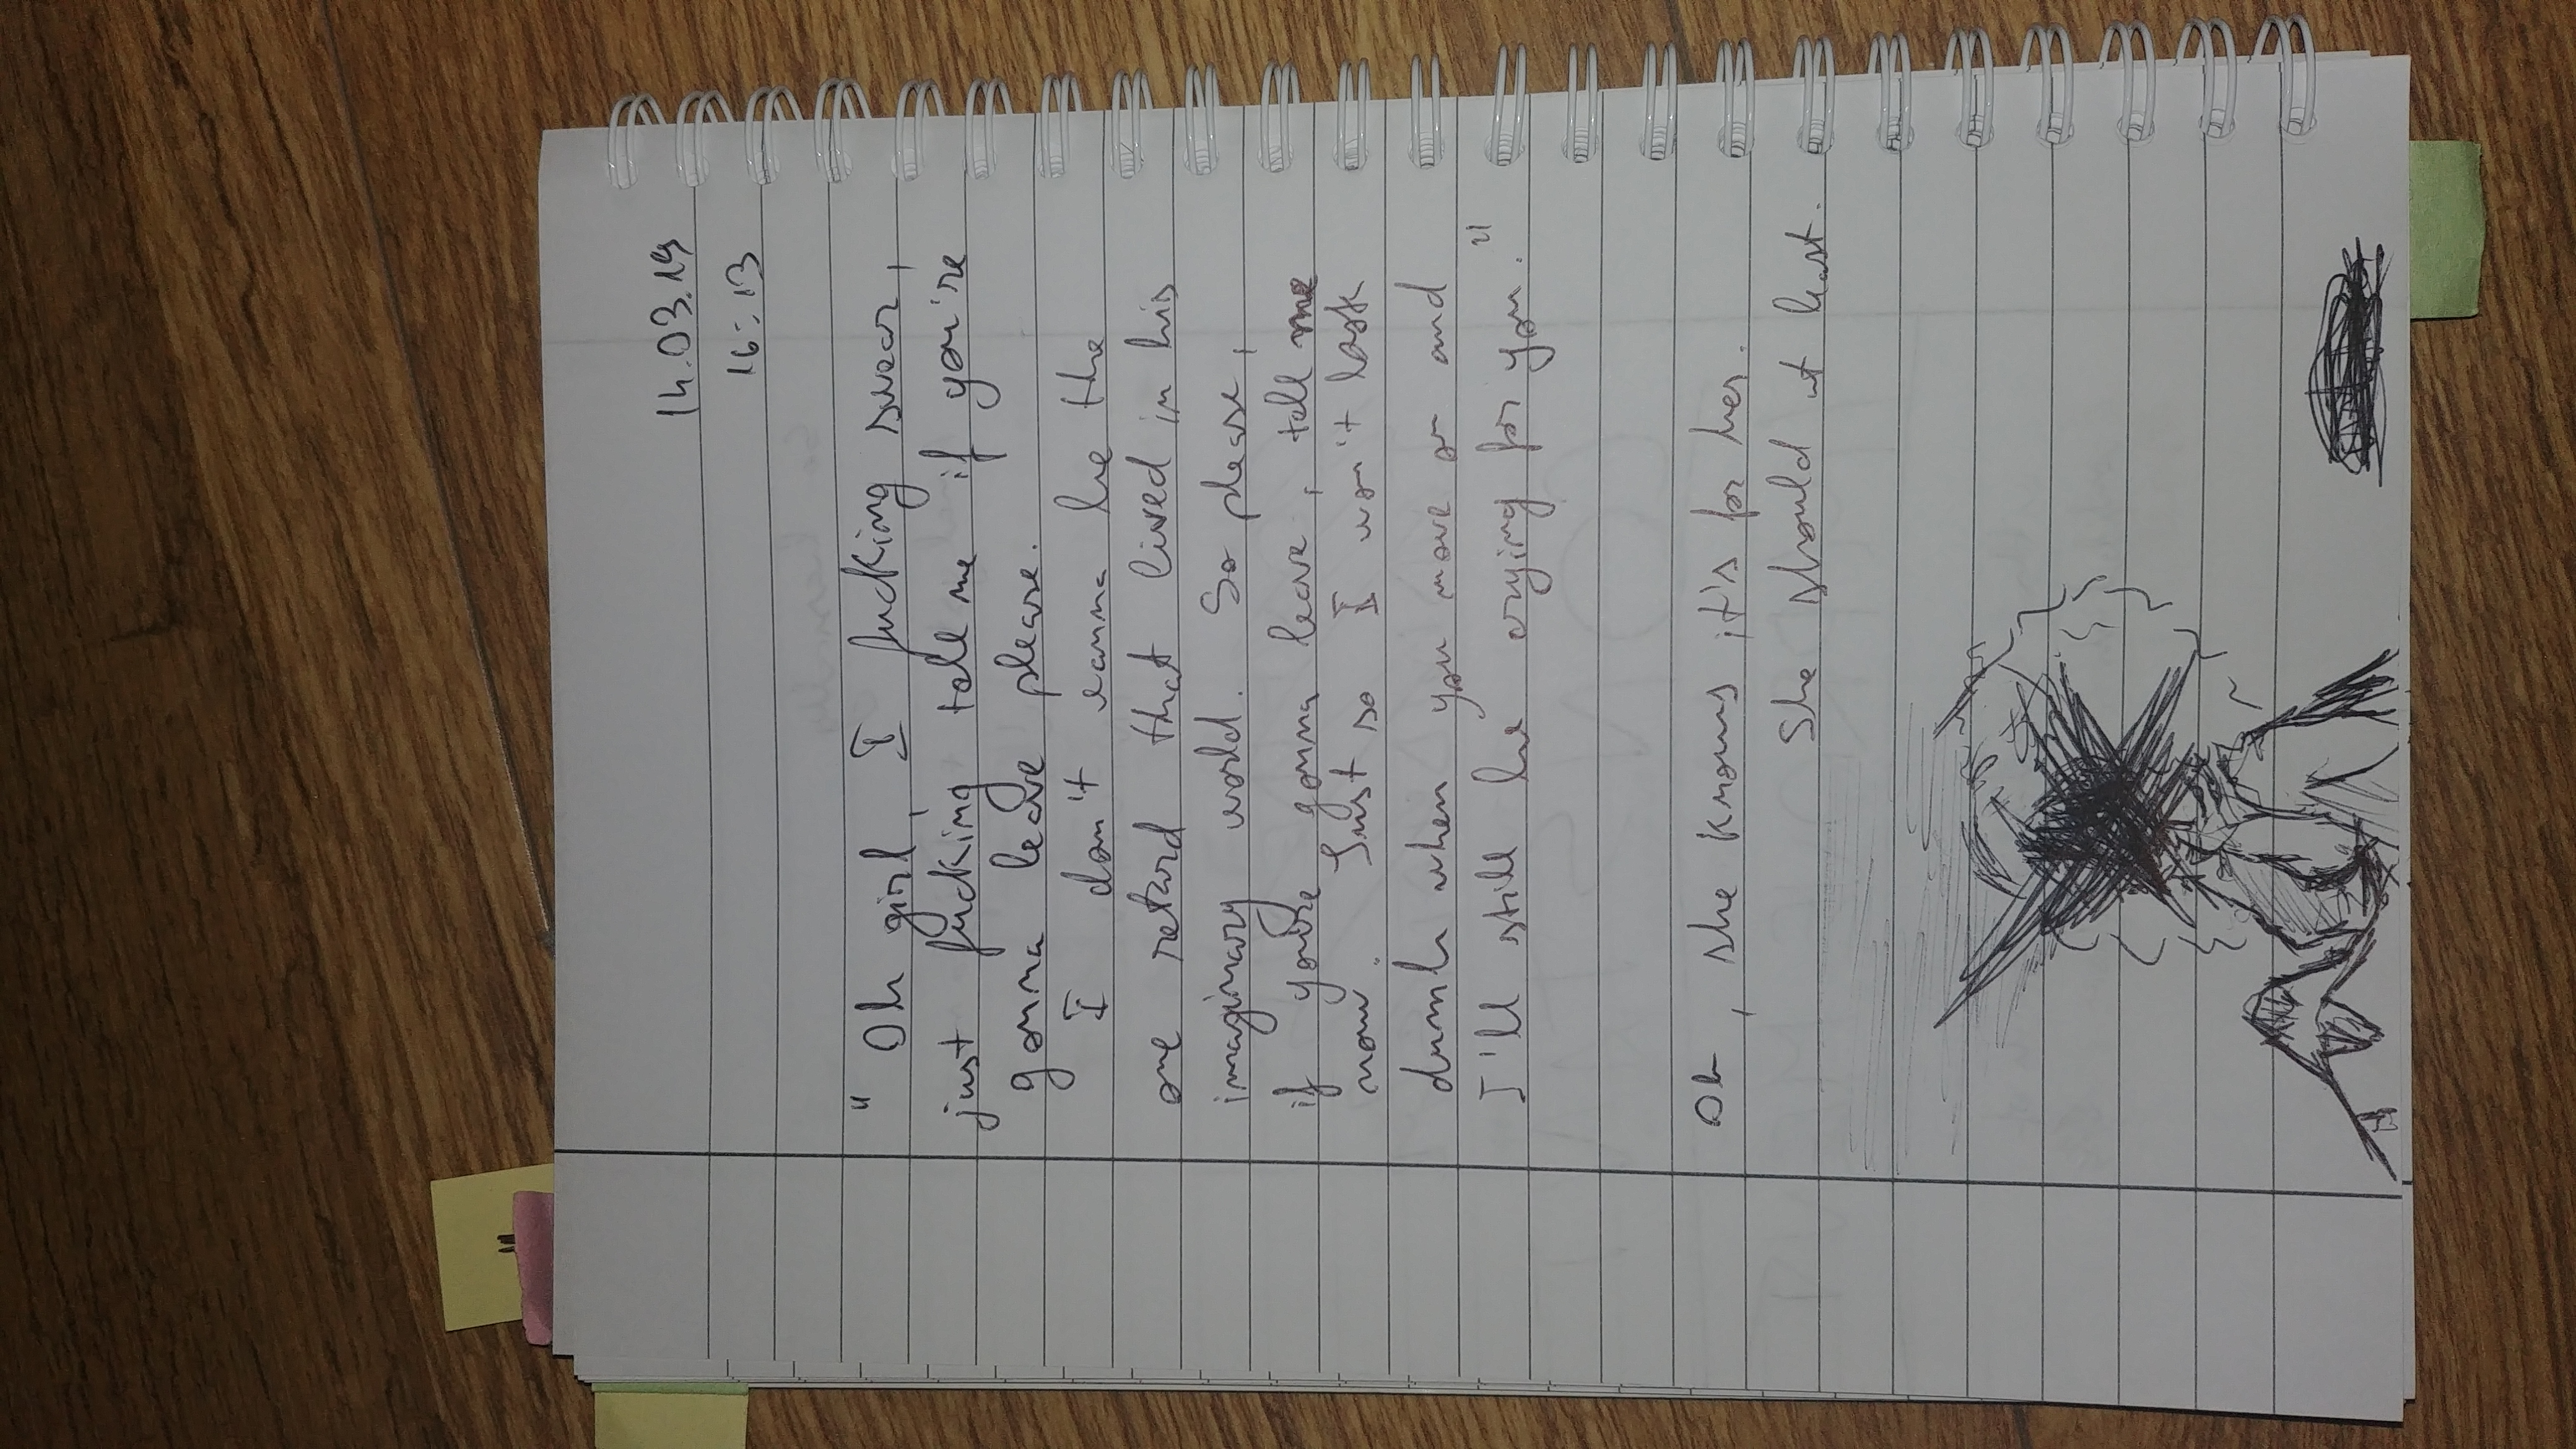 "
14.03.19
16:13
" Oh girl, I fucking swear,
just fucking tell me if you're
gonna leave please.
I don't wanna be the
one retard that lived in his
imaginary world. So please,
if you're gonna leave, tell me
now. Just so I won't look
dumb when you move on and
I'll still be crying for you."
Oh, she knows it's for her.
She should at least.